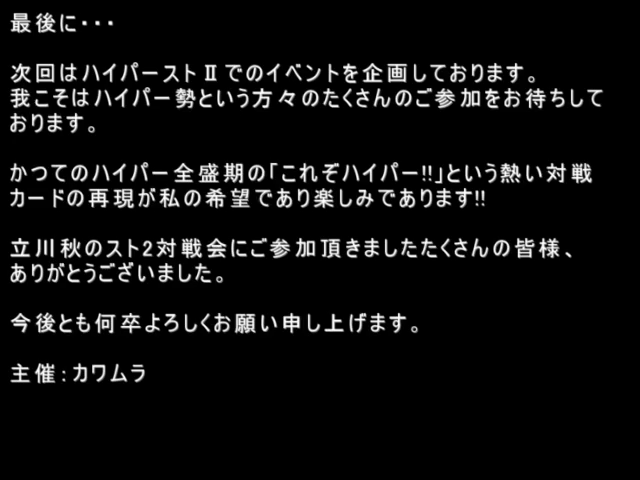 最後に・・・
次回はハイパーストⅡでのイベントを企画しております。
我こそはハイパー勢という方々のたくさんのご参加をお待ちして
おります。
かつてのハイパー全盛期の「これぞハイパー!!」という熱い対戦
カードの再現が私の希望であり楽しみであります!!
立川秋のスト2対戦会にご参加頂きましたたくさんの皆様、
ありがとうございました。
今後とも何卒よろしくお願い申し上げます。
主催：カワムラ